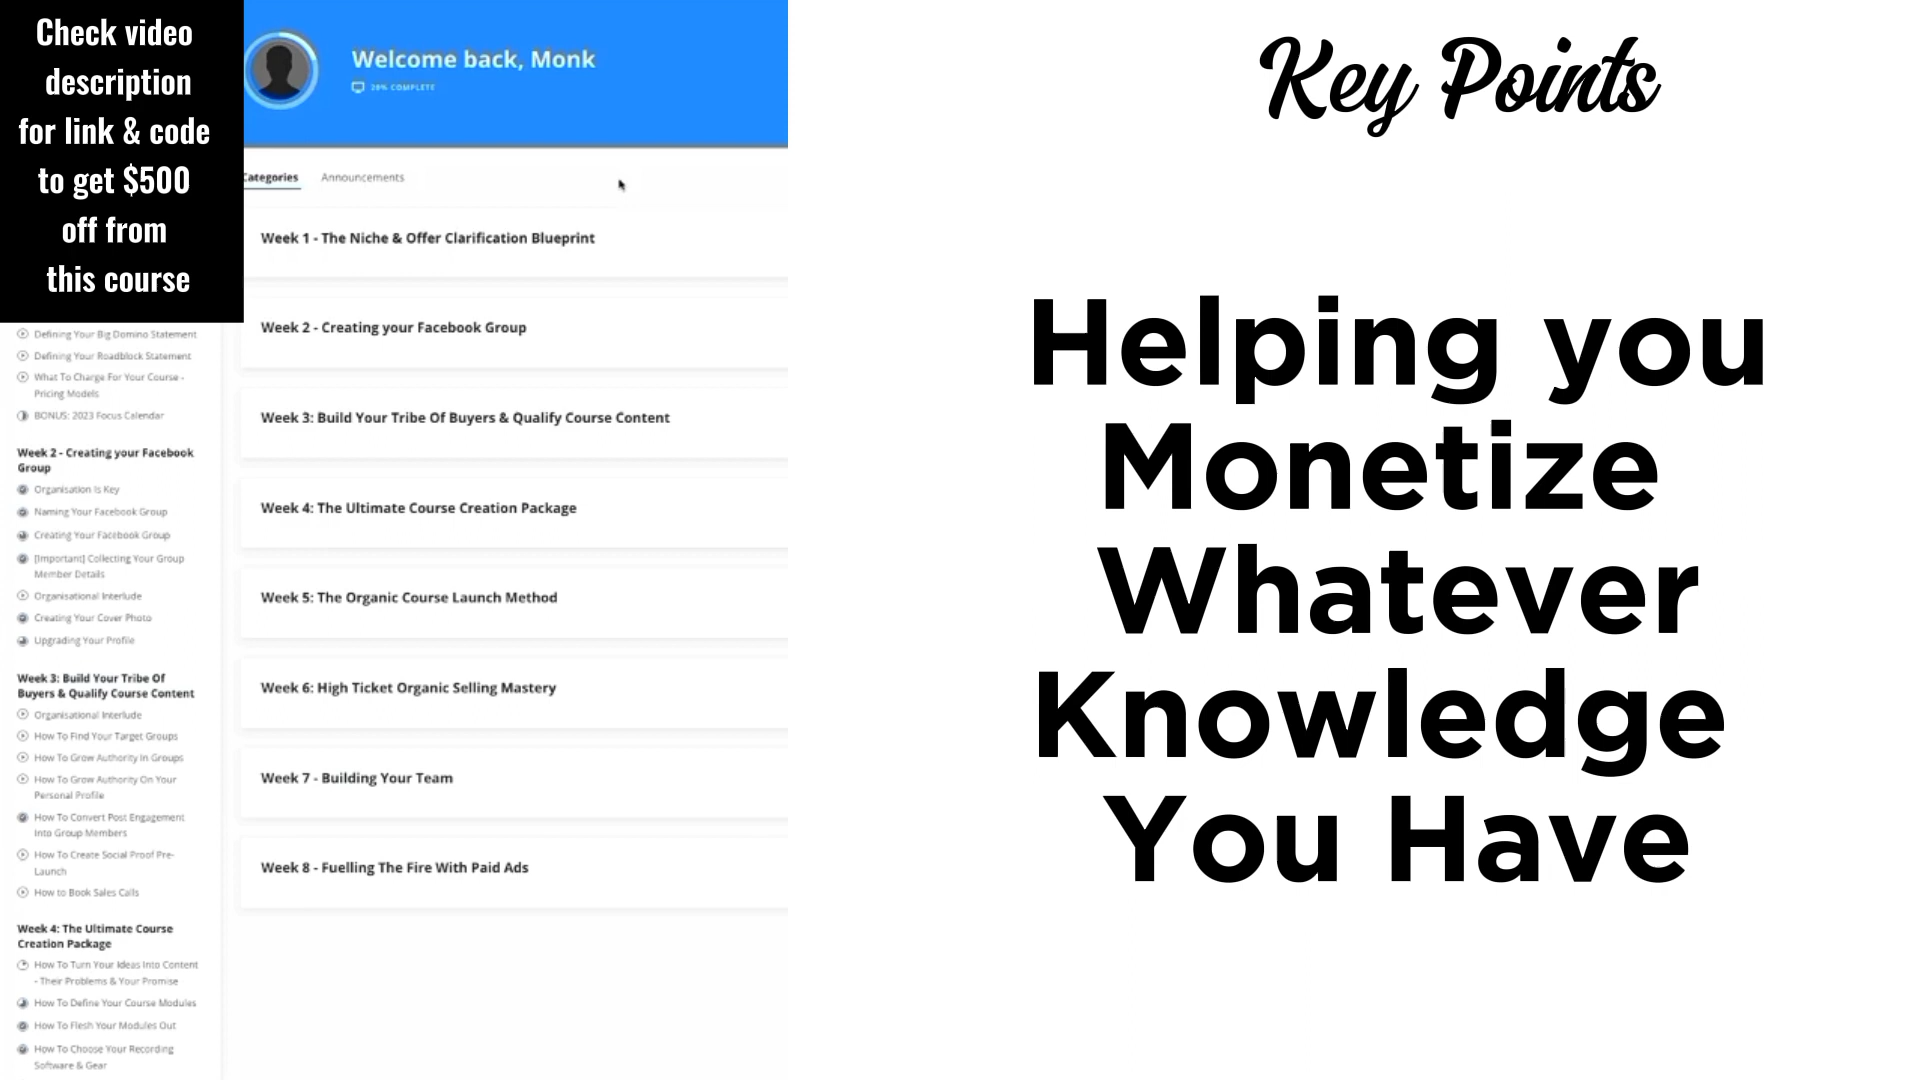 Check video
description
for link & code
to get $500
off from
this course
Welcome back, Monk
20% COMPLETE
Categories
Announcements
Week 1 - The Niche & Offer Clarification Blueprint
Week 2 - Creating your Facebook Group
Week 3: Build Your Tribe Of Buyers & Qualify Course Content
Week 4: The Ultimate Course Creation Package
Week 5: The Organic Course Launch Method
Week 6: High Ticket Organic Selling Mastery
Week 7 - Building Your Team
Week 8 - Fuelling The Fire With Paid Ads
Defining Your Big Domino Statement
Defining Your Roadblock Statement
What To Charge For Your Course -
Pricing Models
BONUS: 2023 Focus Calendar
Week 2 - Creating your Facebook
Group
Organisation Is Key
Naming Your Facebook Group
Creating Your Facebook Group
[Important] Collecting Your Group
Member Details
Organisational Interlude
Creating Your Cover Photo
Upgrading Your Profile
Week 3: Build Your Tribe Of
Buyers & Qualify Course Content
Organisational Interlude
How To Find Your Target Groups
How To Grow Authority In Groups
How To Grow Authority On Your
Personal Profile
How To Convert Post Engagement
Into Group Members
How To Create Social Proof Pre-
Launch
How to Book Sales Calls
Week 4: The Ultimate Course
Creation Package
How To Turn Your Ideas Into Content
- Their Problems & Your Promise
How To Define Your Course Modules
How To Flesh Your Modules Out
How To Choose Your Recording
Software & Gear
Key Points
Helping you
Monetize
Whatever
Knowledge
You Have